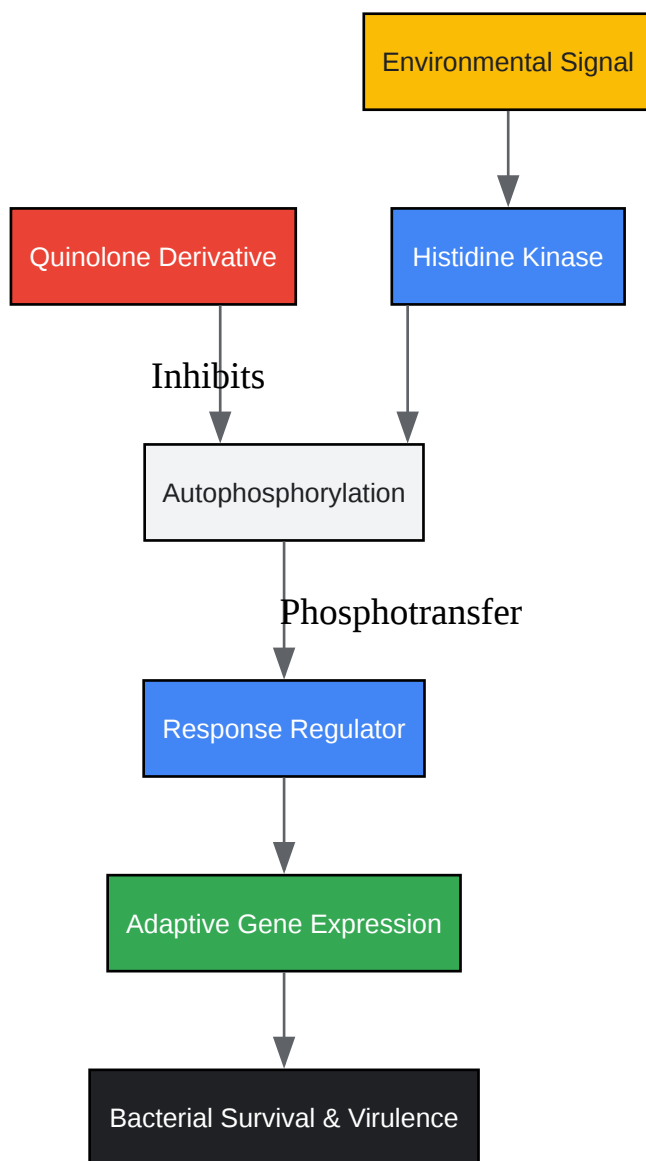 Environmental Signal
Quinolone Derivative
Histidine Kinase
Inhibits
Autophosphorylation
Phosphotransfer
Response Regulator
Adaptive Gene Expression
Bacterial Survival & Virulence